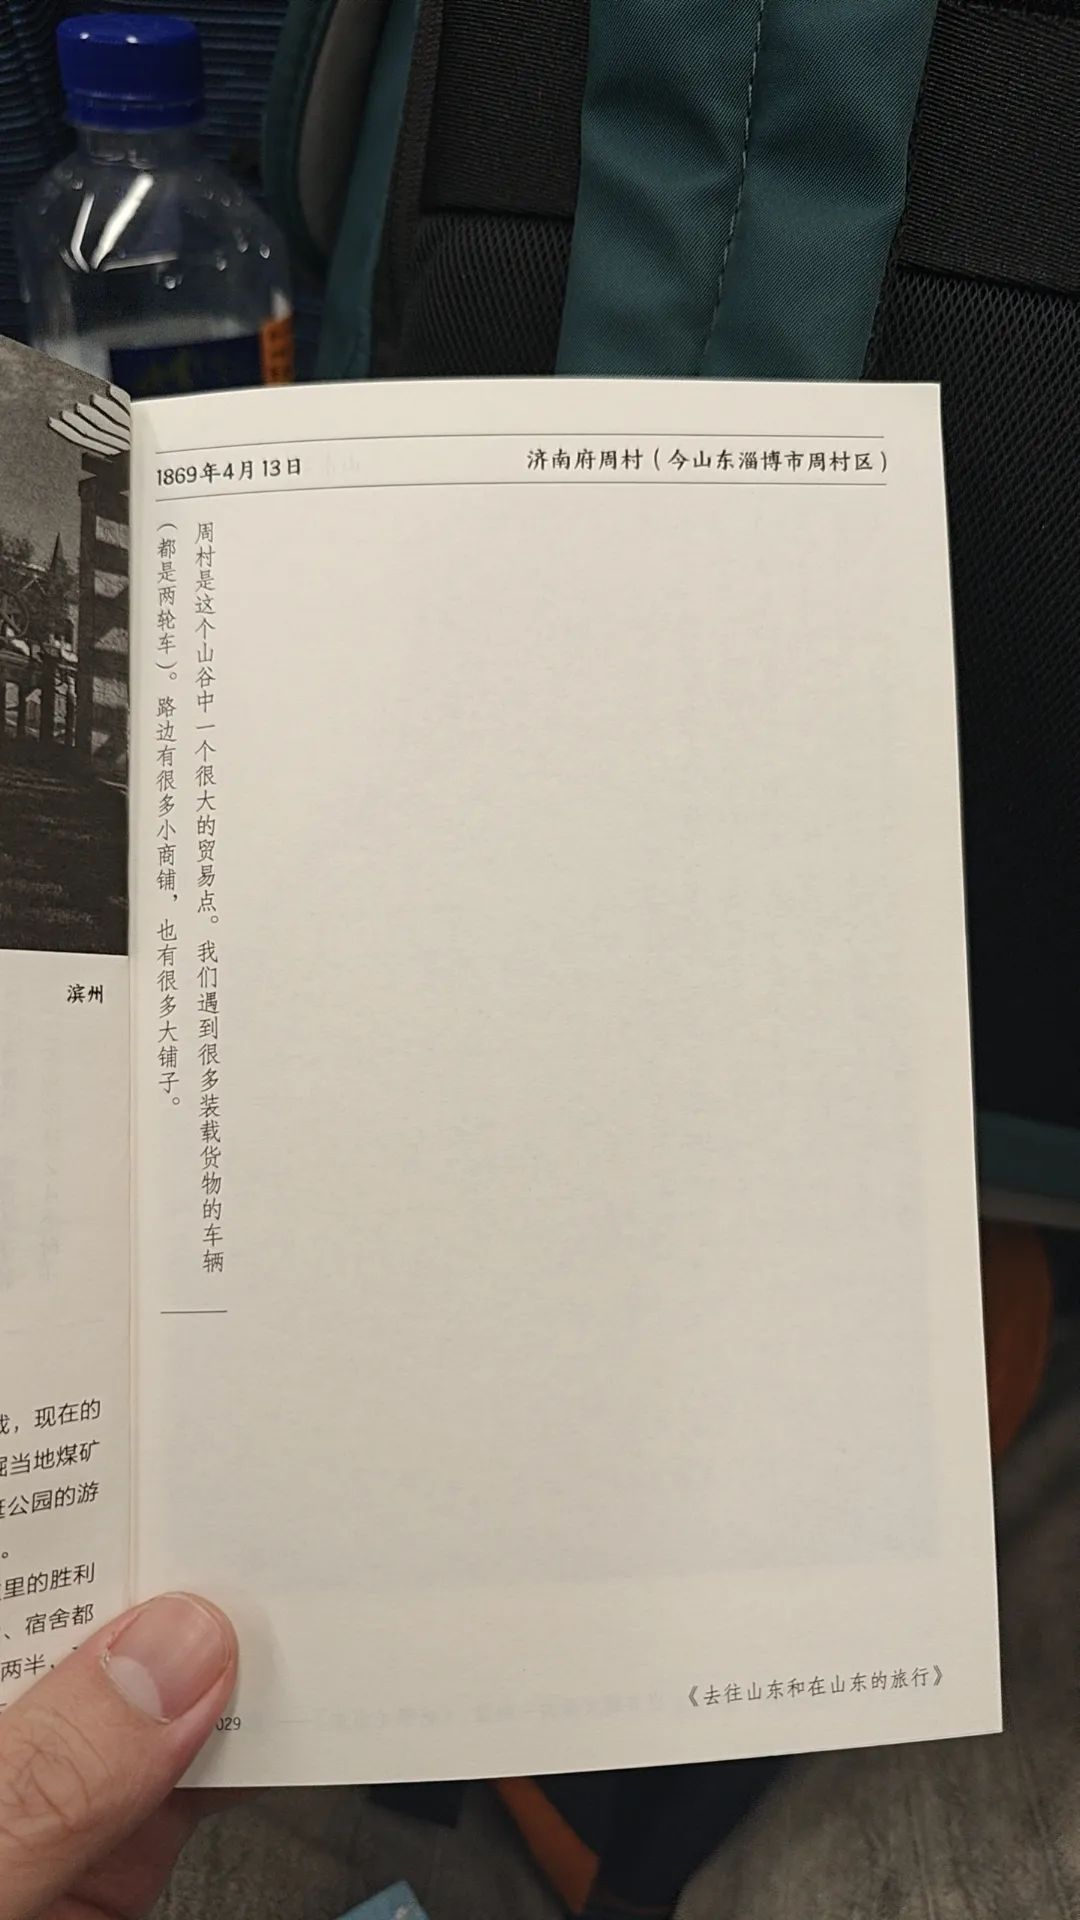 1869年4月13日
济南府周村（今山东淄博市周村区）
周村是这个山谷中一个很大的贸易点。我们遇到很多装载货物的车辆
（都是两轮车）。路边有很多小商铺，也有很多大铺子。
《去往山东和在山东的旅行》
029
滨州
，现在的
当地煤矿
公园的游
。
里的胜利
、宿舍都
两半，